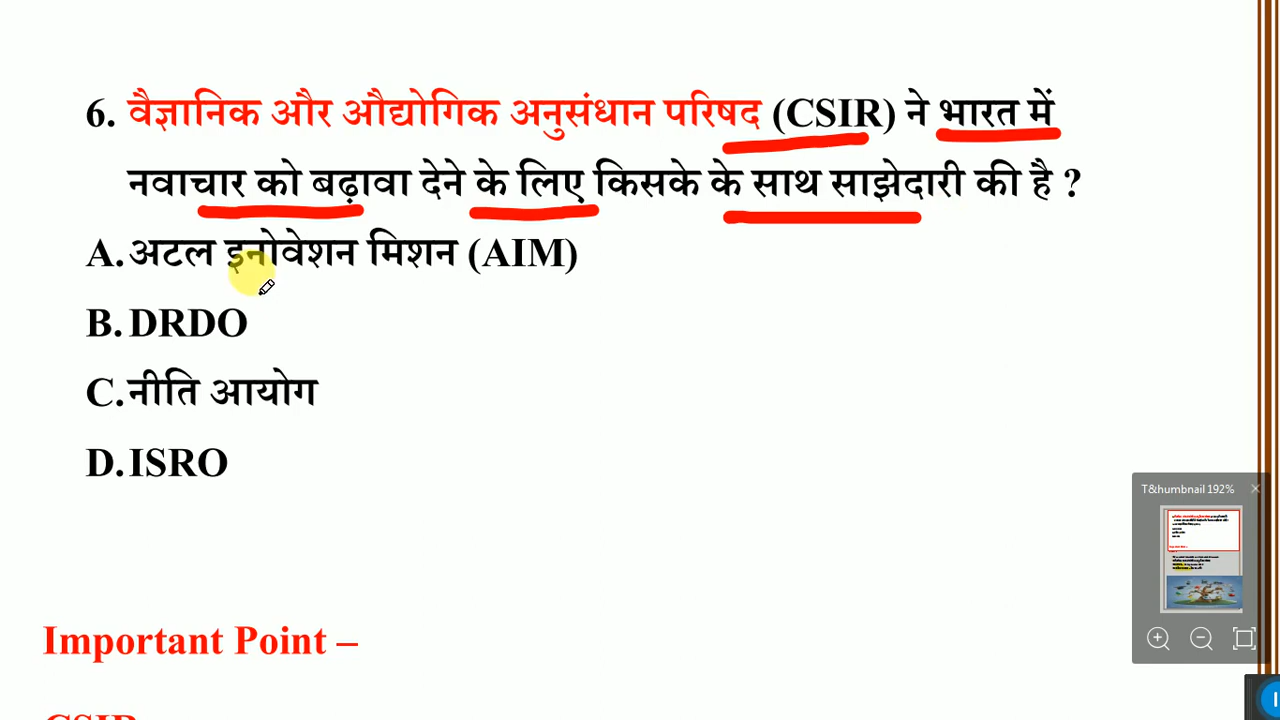 6. वैज्ञानिक और औद्योगिक अनुसंधान परिषद (CSIR) ने भारत में
नवाचार को बढ़ावा देने के लिए किसके के साथ साझेदारी की है ?
A. अटल इनोवेशन मिशन (AIM)
B. DRDO
C. नीति आयोग
D. ISRO
T&humbnail 192%
Important Point –
CSIR